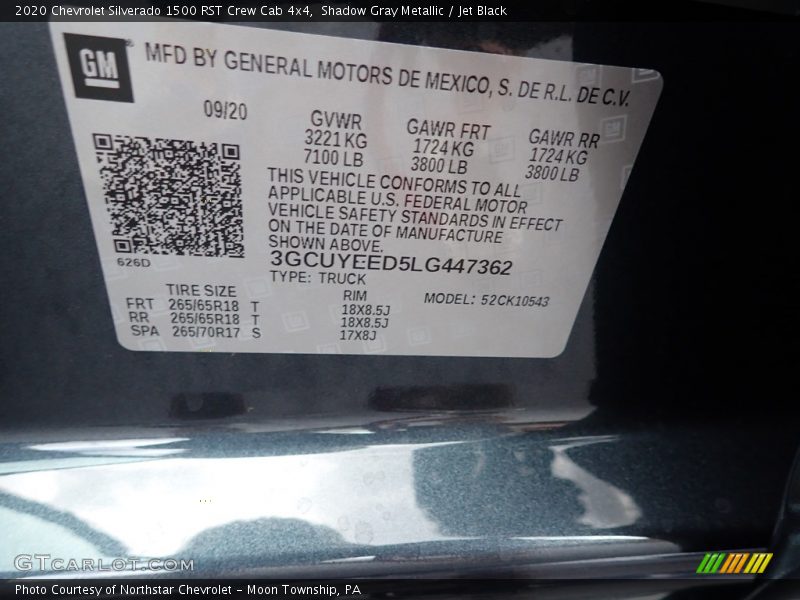 2020 Chevrolet Silverado 1500 RST Crew Cab 4x4, Shadow Gray Metallic / Jet Black
GM
MFD BY GENERAL MOTORS DE MEXICO, S. DE R.L. DE C.V.
09/20
GVWR GAWR FRT GAWR RR
3221 KG 1724 KG 1724 KG
7100 LB 3800 LB 3800 LB
THIS VEHICLE CONFORMS TO ALL
APPLICABLE U.S. FEDERAL MOTOR
VEHICLE SAFETY STANDARDS IN EFFECT
ON THE DATE OF MANUFACTURE
SHOWN ABOVE.
626D
3GCUYEED5LG447362
TYPE: TRUCK
TIRE SIZE RIM MODEL: 52CK10543
FRT 265/65R18 T 18X8.5J
RR 265/65R18 T 18X8.5J
SPA 265/70R17 S 17X8J
GTCARLOT.COM
Photo Courtesy of Northstar Chevrolet - Moon Township, PA